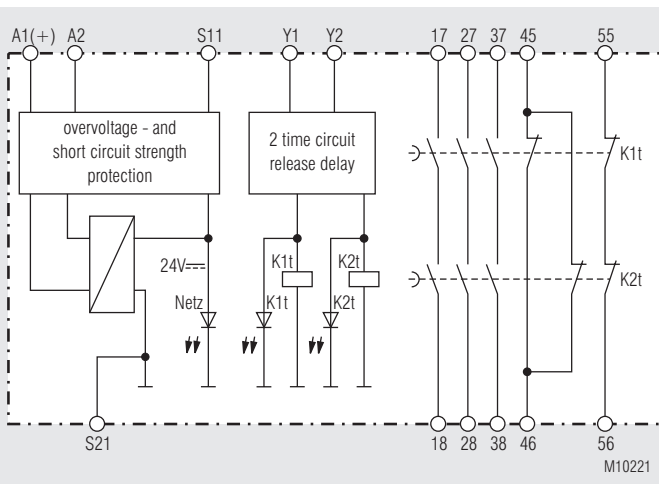 A1(+) A2 S11 Y1 Y2 17 27 37 45 55
overvoltage - and
short circuit strength
protection
2 time circuit
release delay
K1t
24V
K1t K2t
Netz K1t K2t
K2t
S21 18 28 38 46 56
M10221